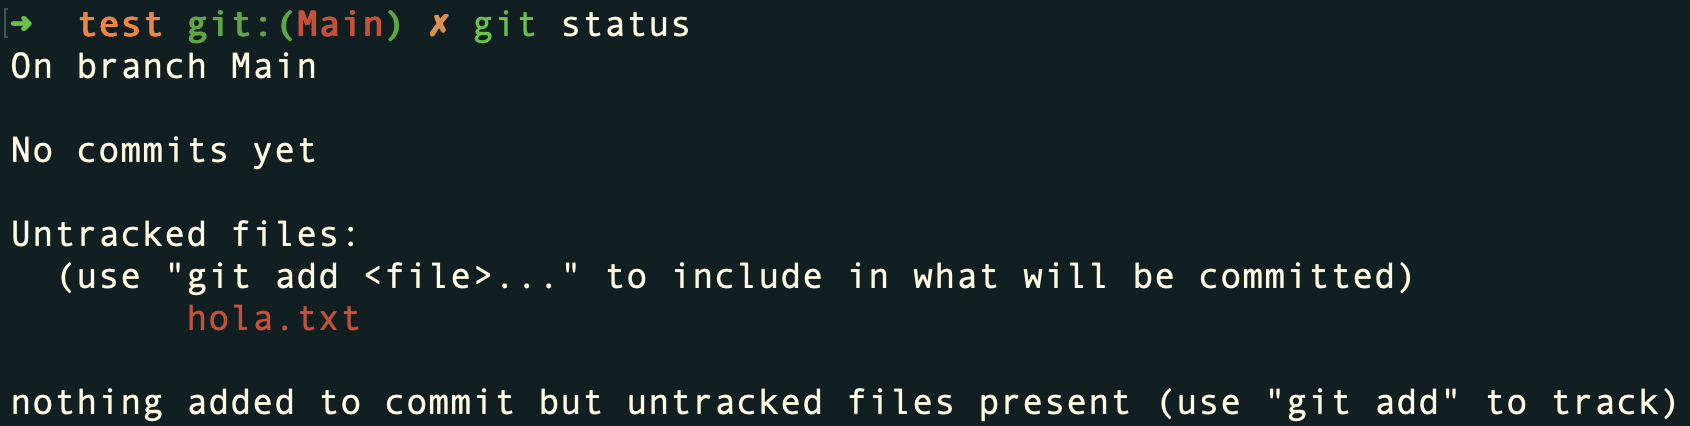 ➜  test git:(Main) ✗ git status
On branch Main
No commits yet
Untracked files:
  (use "git add <file>..." to include in what will be committed)
        hola.txt
nothing added to commit but untracked files present (use "git add" to track)